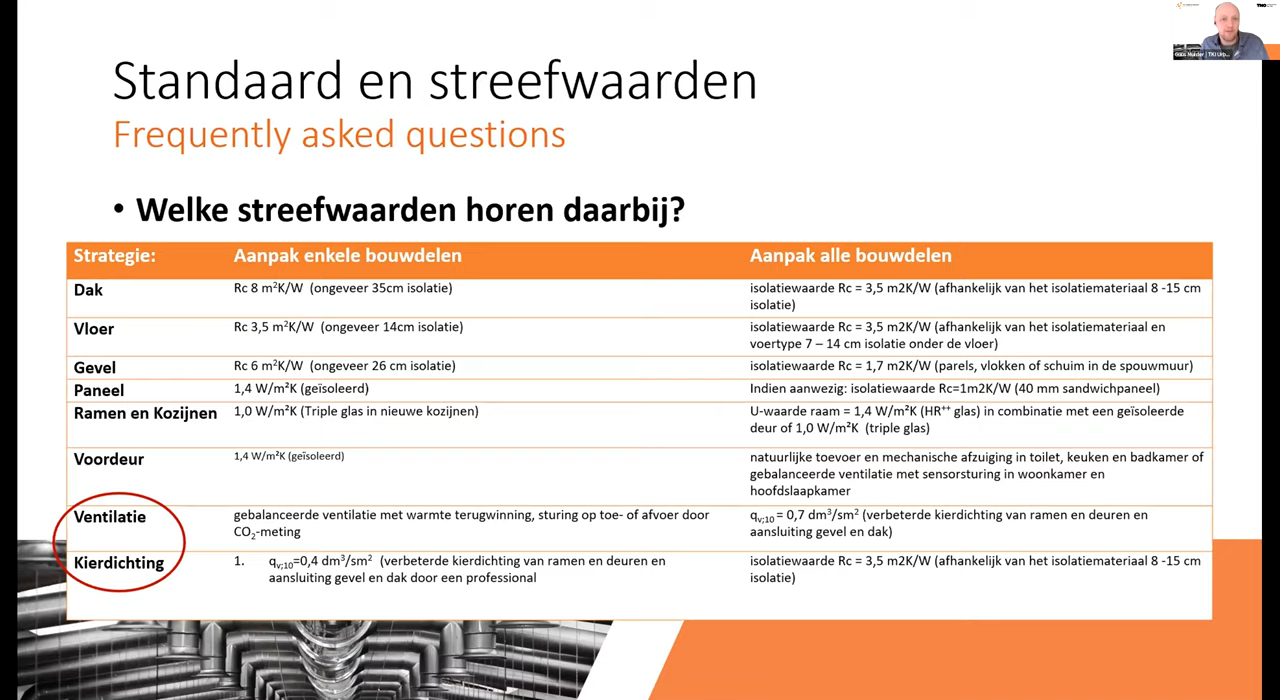 Standaard en streefwaarden
Frequently asked questions
• Welke streefwaarden horen daarbij?
Strategie: Aanpak enkele bouwdelen Aanpak alle bouwdelen
Dak Rc 8 m²K/W (ongeveer 35cm isolatie) isolatiewaarde Rc = 3,5 m2K/W (afhankelijk van het isolatiemateriaal 8 -15 cm
isolatie)
Vloer Rc 3,5 m²K/W (ongeveer 14cm isolatie) isolatiewaarde Rc = 3,5 m2K/W (afhankelijk van het isolatiemateriaal en
voertype 7 – 14 cm isolatie onder de vloer)
Gevel Rc 6 m²K/W (ongeveer 26 cm isolatie) isolatiewaarde Rc = 1,7 m2K/W (parels, vlokken of schuim in de spouwmuur)
Paneel 1,4 W/m²K (geïsoleerd) Indien aanwezig: isolatiewaarde Rc=1m2K/W (40 mm sandwichpaneel)
Ramen en Kozijnen 1,0 W/m²K (Triple glas in nieuwe kozijnen) U-waarde raam = 1,4 W/m²K (HR⁺⁺ glas) in combinatie met een geïsoleerde
deur of 1,0 W/m²K (triple glas)
Voordeur 1,4 W/m²K (geïsoleerd) natuurlijke toevoer en mechanische afzuiging in toilet, keuken en badkamer of
gebalanceerde ventilatie met sensorsturing in woonkamer en
hoofdslaapkamer
Ventilatie gebalanceerde ventilatie met warmte terugwinning, sturing op toe- of afvoer door
CO₂-meting
qv;10 = 0,7 dm³/sm² (verbeterde kierdichting van ramen en deuren en
aansluiting gevel en dak)
Kierdichting 1. qv;10=0,4 dm³/sm² (verbeterde kierdichting van ramen en deuren en
aansluiting gevel en dak door een professional
isolatiewaarde Rc = 3,5 m2K/W (afhankelijk van het isolatiemateriaal 8 -15 cm
isolatie)